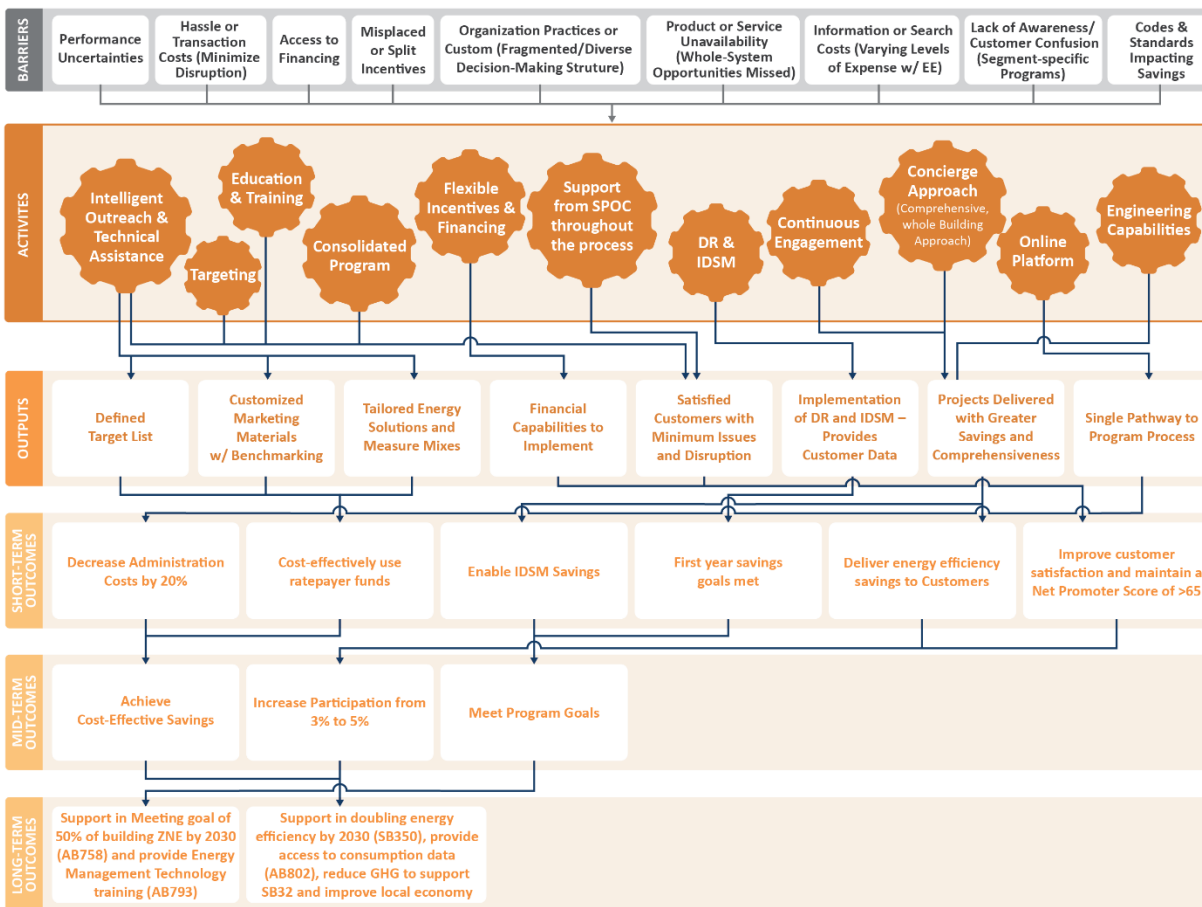 BARRIERS
Performance
Uncertainties
Hassle or
Transaction
Costs (Minimize
Disruption)
Access to
Financing
Misplaced
or Split
Incentives
Organization Practices or
Custom (Fragmented/Diverse
Decision-Making Struture)
Product or Service
Unavailability
(Whole-System
Opportunities Missed)
Information or Search
Costs (Varying Levels
of Expense w/ EE)
Lack of Awareness/
Customer Confusion
(Segment-specific
Programs)
Codes &
Standards
Impacting
Savings
ACTIVITES
Intelligent
Outreach &
Technical
Assistance
Targeting
Education
& Training
Consolidated
Program
Flexible
Incentives &
Financing
Support
from SPOC
throughout
the process
DR &
IDSM
Continuous
Engagement
Concierge
Approach
(Comprehensive,
whole Building
Approach)
Online
Platform
Engineering
Capabilities
OUTPUTS
Defined
Target List
Customized
Marketing
Materials
w/ Benchmarking
Tailored Energy
Solutions and
Measure Mixes
Financial
Capabilities to
Implement
Satisfied
Customers with
Minimum Issues
and Disruption
Implementation
of DR and IDSM –
Provides
Customer Data
Projects Delivered
with Greater
Savings and
Comprehensiveness
Single Pathway to
Program Process
SHORT-TERM
OUTCOMES
Decrease Administration
Costs by 20%
Cost-effectively use
ratepayer funds
Enable IDSM Savings
First year savings
goals met
Deliver energy efficiency
savings to Customers
Improve customer
satisfaction and maintain a
Net Promoter Score of >65
MID-TERM
OUTCOMES
Achieve
Cost-Effective Savings
Increase Participation from
3% to 5%
Meet Program Goals
LONG-TERM
OUTCOMES
Support in Meeting goal of
50% of building ZNE by 2030
(AB758) and provide Energy
Management Technology
training (AB793)
Support in doubling energy
efficiency by 2030 (SB350), provide
access to consumption data
(AB802), reduce GHG to support
SB32 and improve local economy